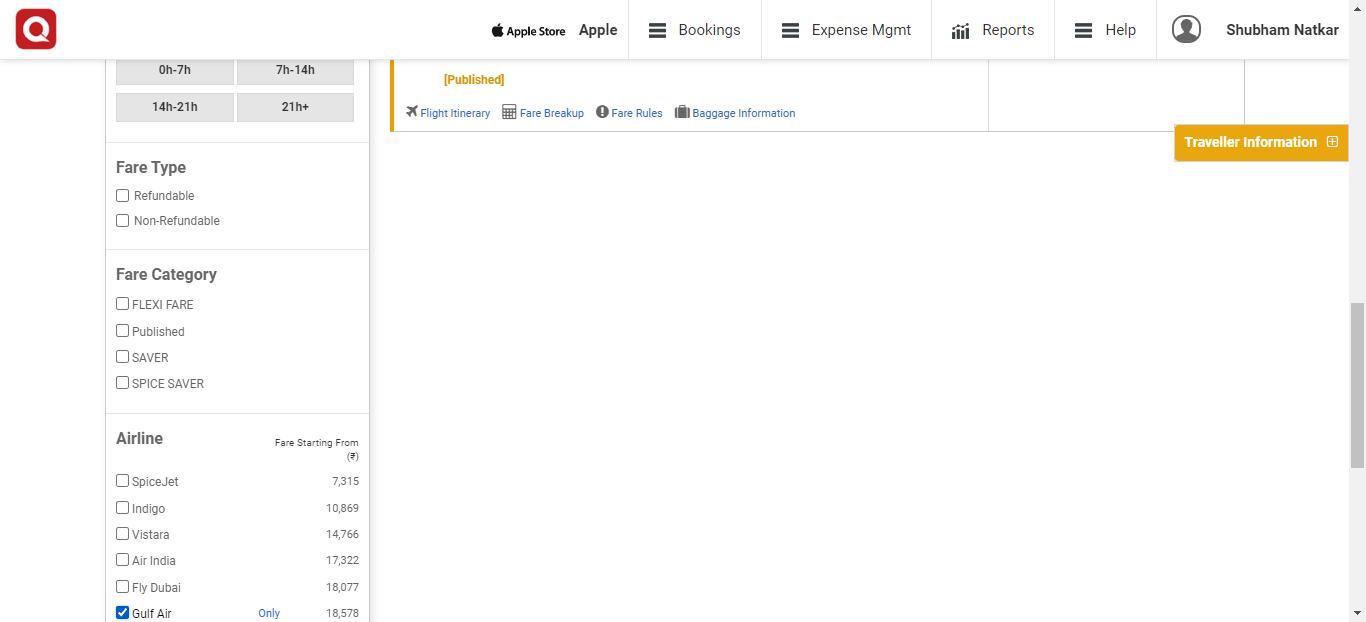 Apple Store Apple Bookings Expense Mgmt Reports Help Shubham Natkar
0h-7h 7h-14h
14h-21h 21h+
Fare Type
Refundable
Non-Refundable
Fare Category
FLEXI FARE
Published
SAVER
SPICE SAVER
Airline Fare Starting From
(₹)
SpiceJet 7,315
Indigo 10,869
Vistara 14,766
Air India 17,322
Fly Dubai 18,077
Gulf Air Only 18,578
[Published]
Flight Itinerary Fare Breakup Fare Rules Baggage Information
Traveller Information